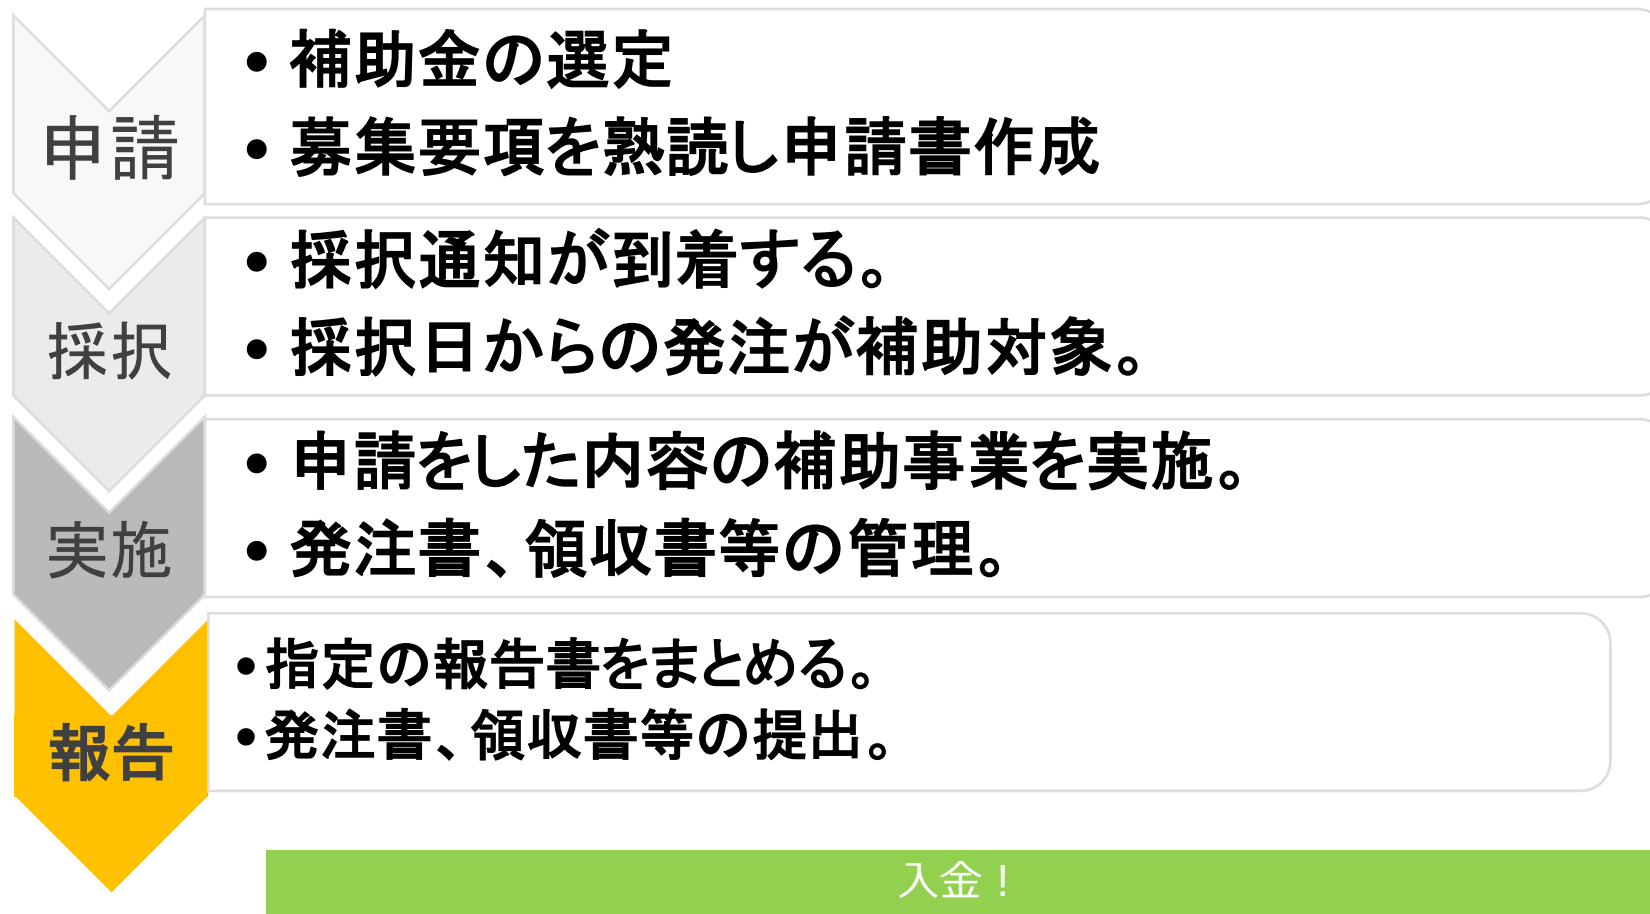 申請
• 補助金の選定
• 募集要項を熟読し申請書作成
採択
• 採択通知が到着する。
• 採択日からの発注が補助対象。
実施
• 申請をした内容の補助事業を実施。
• 発注書、領収書等の管理。
報告
•指定の報告書をまとめる。
•発注書、領収書等の提出。
入金！